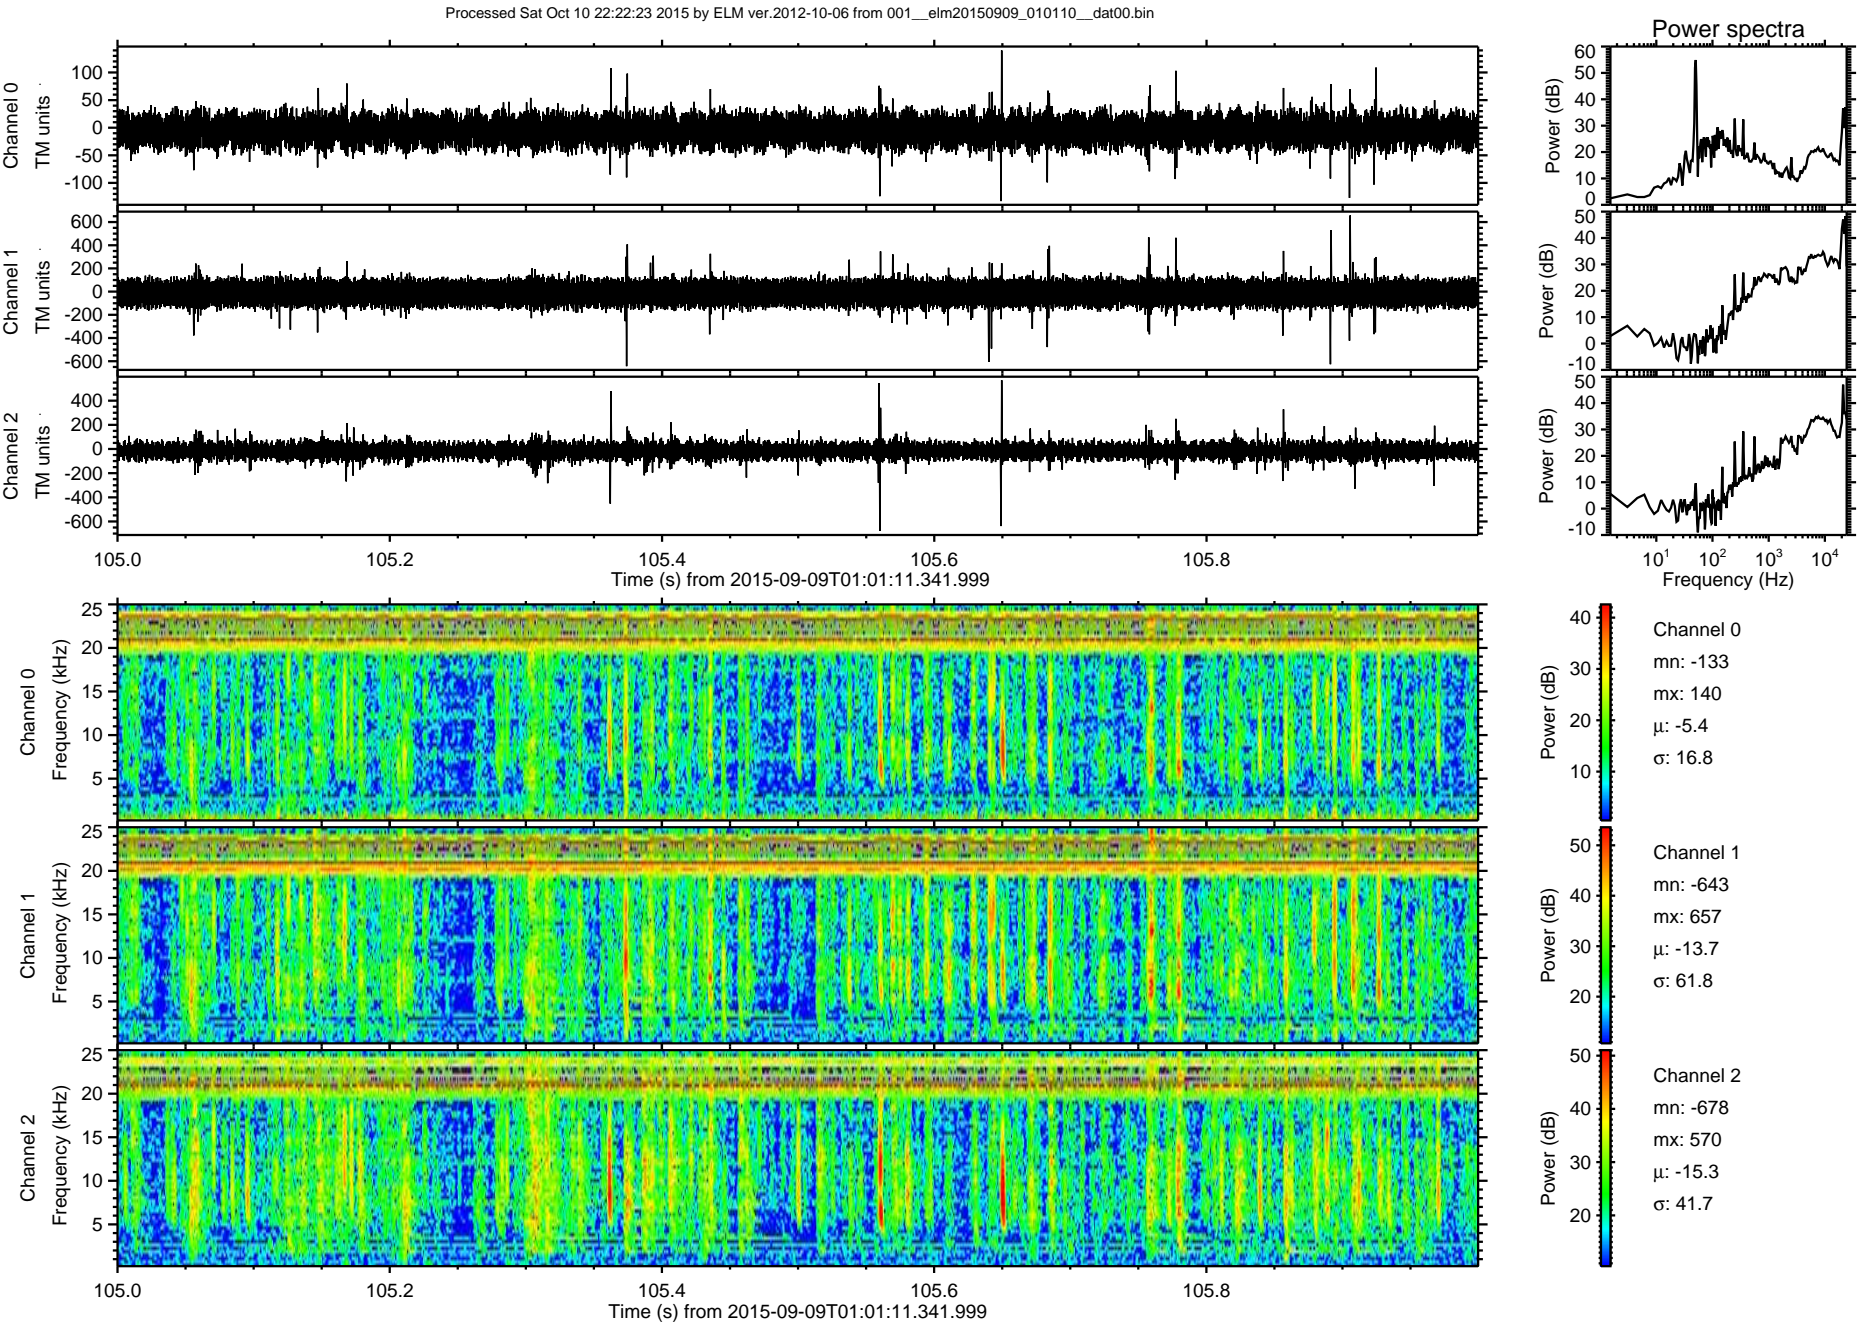 Processed Sat Oct 10 22:22:23 2015 by ELM ver.2012-10-06 from 001__elm20150909_010110__dat00.bin
Power spectra
Channel 0
TM units
100
50
0
-50
-100
Power (dB)
60
50
40
30
20
10
0
Channel 1
TM units
600
400
200
0
-200
-400
-600
Power (dB)
50
40
30
20
10
0
-10
Channel 2
TM units
400
200
0
-200
-400
-600
Power (dB)
50
40
30
20
10
0
-10
105.0 105.2 105.4 105.6 105.8
Time (s) from 2015-09-09T01:01:11.341.999
10¹ 10² 10³ 10⁴
Frequency (Hz)
Channel 0
Frequency (kHz)
25
20
15
10
5
Power (dB)
40
30
20
10
Channel 0
mn: -133
mx: 140
μ: -5.4
σ: 16.8
Channel 1
Frequency (kHz)
25
20
15
10
5
Power (dB)
50
40
30
20
Channel 1
mn: -643
mx: 657
μ: -13.7
σ: 61.8
Channel 2
Frequency (kHz)
25
20
15
10
5
Power (dB)
50
40
30
20
Channel 2
mn: -678
mx: 570
μ: -15.3
σ: 41.7
105.0 105.2 105.4 105.6 105.8
Time (s) from 2015-09-09T01:01:11.341.999